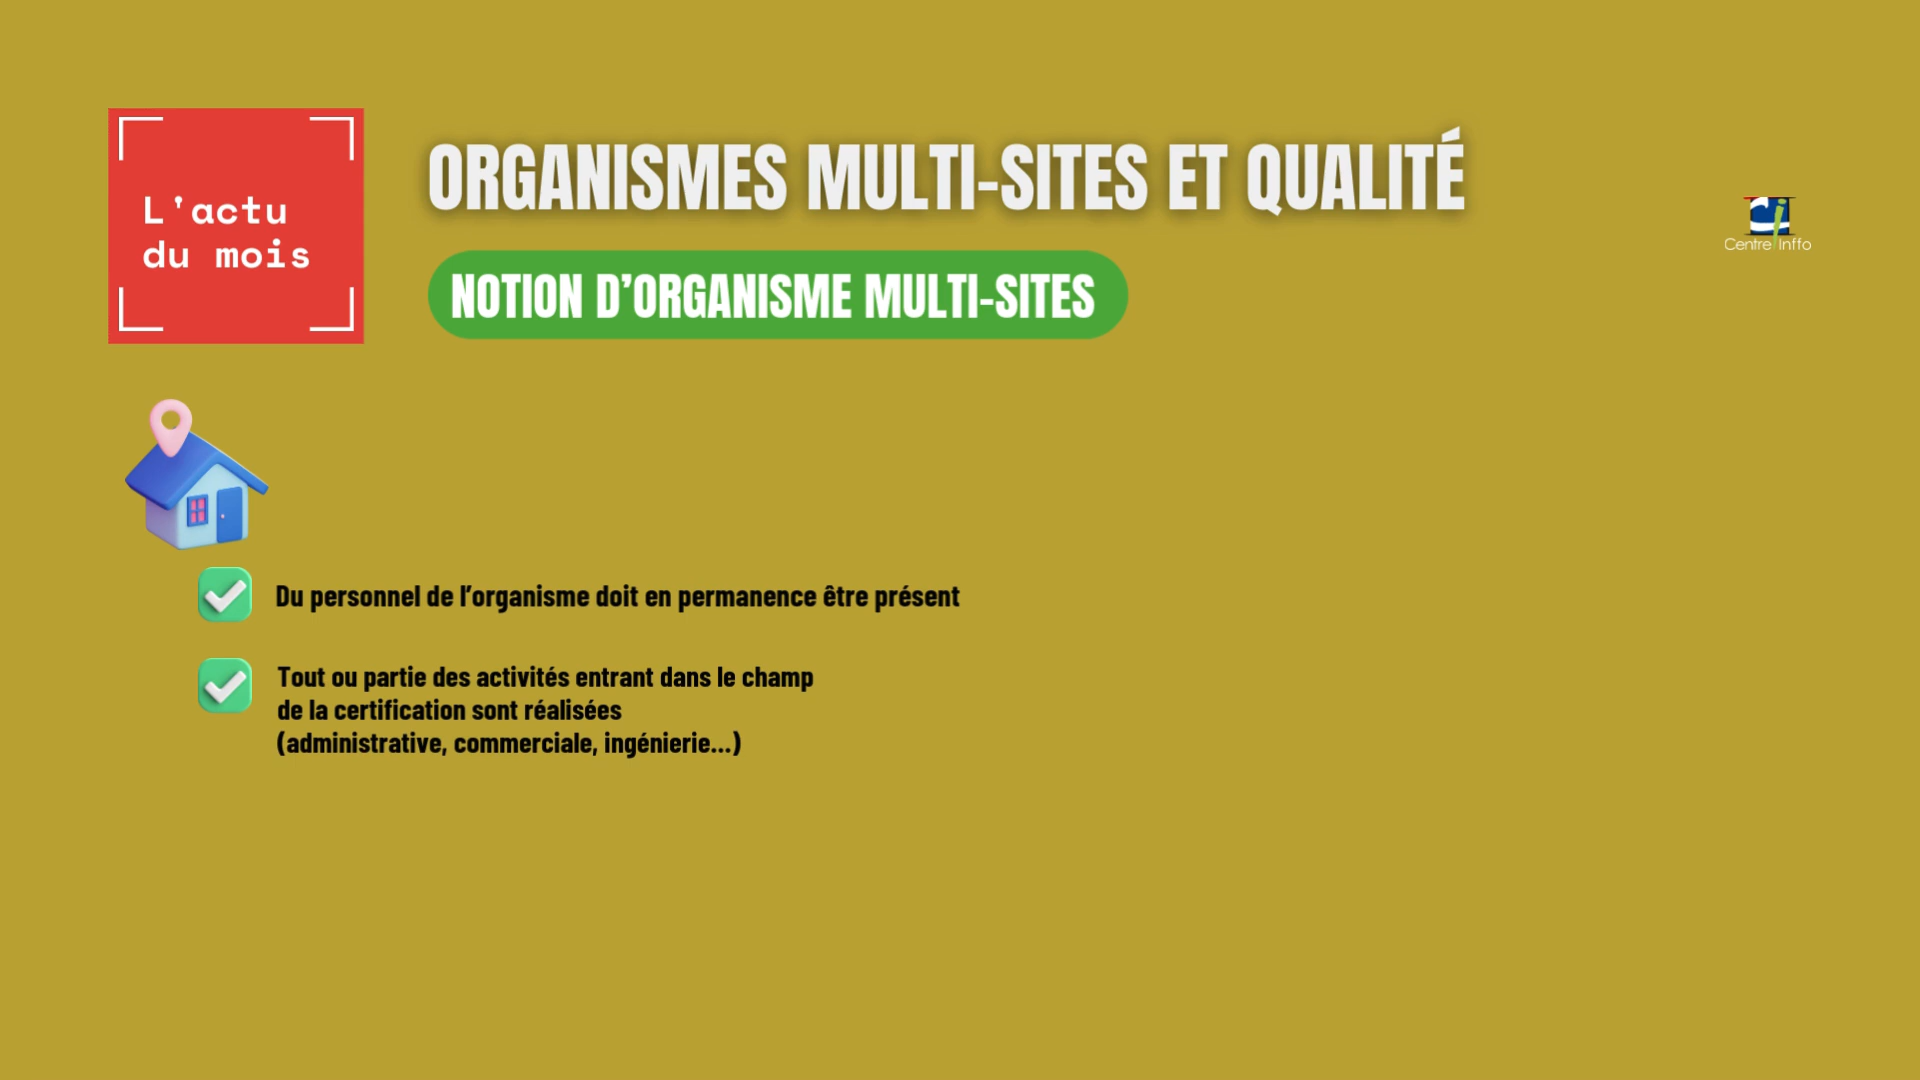 L'actu
du mois
ORGANISMES MULTI-SITES ET QUALITÉ
NOTION D’ORGANISME MULTI-SITES
Centre Inffo
Du personnel de l’organisme doit en permanence être présent
Tout ou partie des activités entrant dans le champ
de la certification sont réalisées
(administrative, commerciale, ingénierie...)